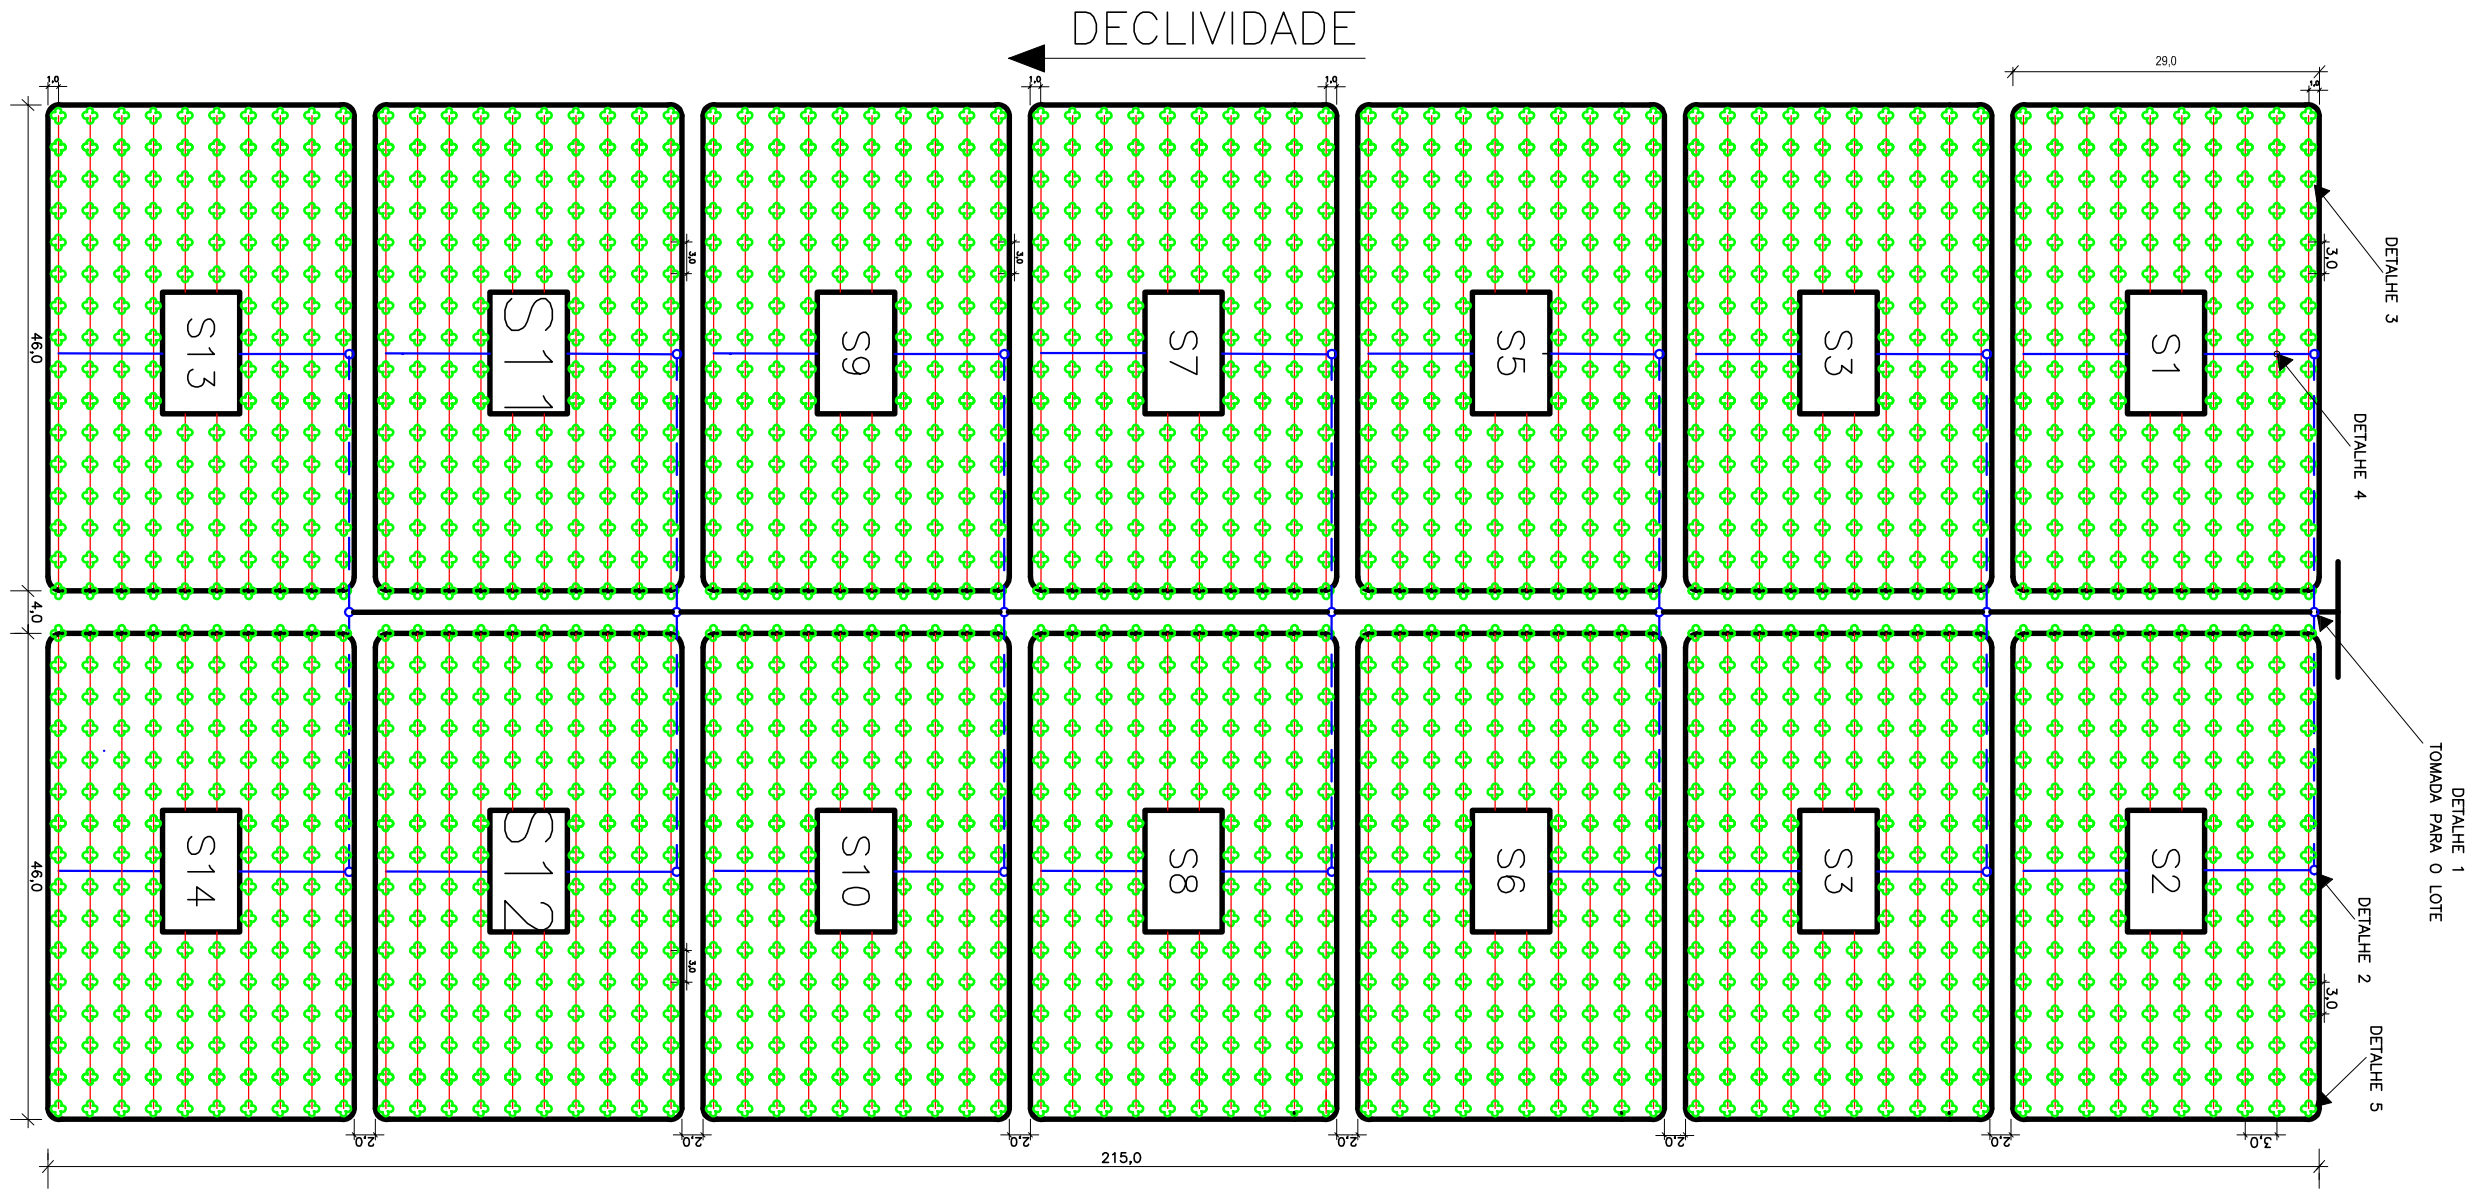 DECLIVIDADE
29,0
1,0
1,0
1,0
1,0
DETALHE 3
3,0
3,0
3,0
S13
S11
S9
S7
S5
S3
S1
46,0
DETALHE 4
4,0
DETALHE 1
TOMADA PARA O LOTE
S14
S12
S10
S8
S6
S3
S2
46,0
DETALHE 2
3,0
3,0
DETALHE 5
2,0
2,0
2,0
2,0
2,0
2,0
3,0
215,0